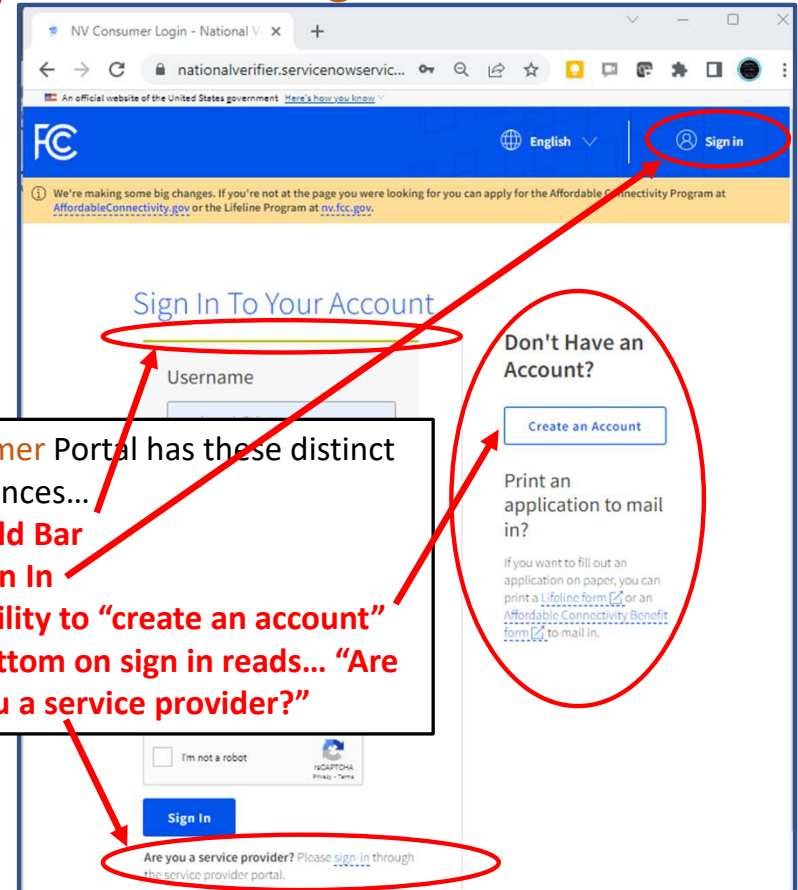 NV Consumer Login - National V
nationalverifier.servicenowservic...
An official website of the United States government Here's how you know
FCC
English
Sign in
We're making some big changes. If you're not at the page you were looking for you can apply for the Affordable Connectivity Program at
AffordableConnectivity.gov or the Lifeline Program at nv.fcc.gov.
Sign In To Your Account
Username
Don't Have an
Account?
Create an Account
Print an
application to mail
in?
If you want to fill out an
application on paper, you can
print a Lifeline form or an
Affordable Connectivity Benefit
form to mail in.
mer Portal has these distinct
nces…
ld Bar
n In
ility to “create an account”
ttom on sign in reads… “Are
u a service provider?”
I'm not a robot
reCAPTCHA
Privacy - Terms
Sign In
Are you a service provider? Please sign in through
the service provider portal.